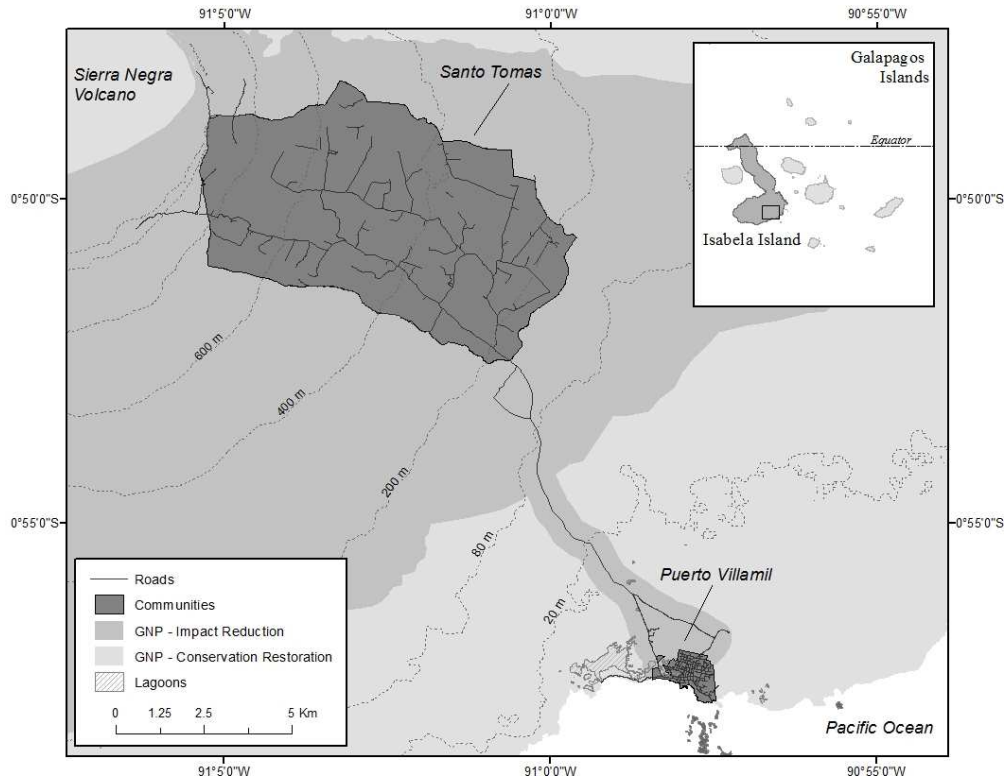 91°5'0"W
91°0'0"W
90°55'0"W
Sierra Negra
Volcano
Santo Tomas
Galapagos
Islands
Equator
Isabela Island
0°50'0"S
0°50'0"S
600 m
400 m
200 m
80 m
20 m
0°55'0"S
0°55'0"S
Puerto Villamil
Roads
Communities
GNP - Impact Reduction
GNP - Conservation Restoration
Lagoons
0 1.25 2.5 5 Km
Pacific Ocean
91°5'0"W
91°0'0"W
90°55'0"W